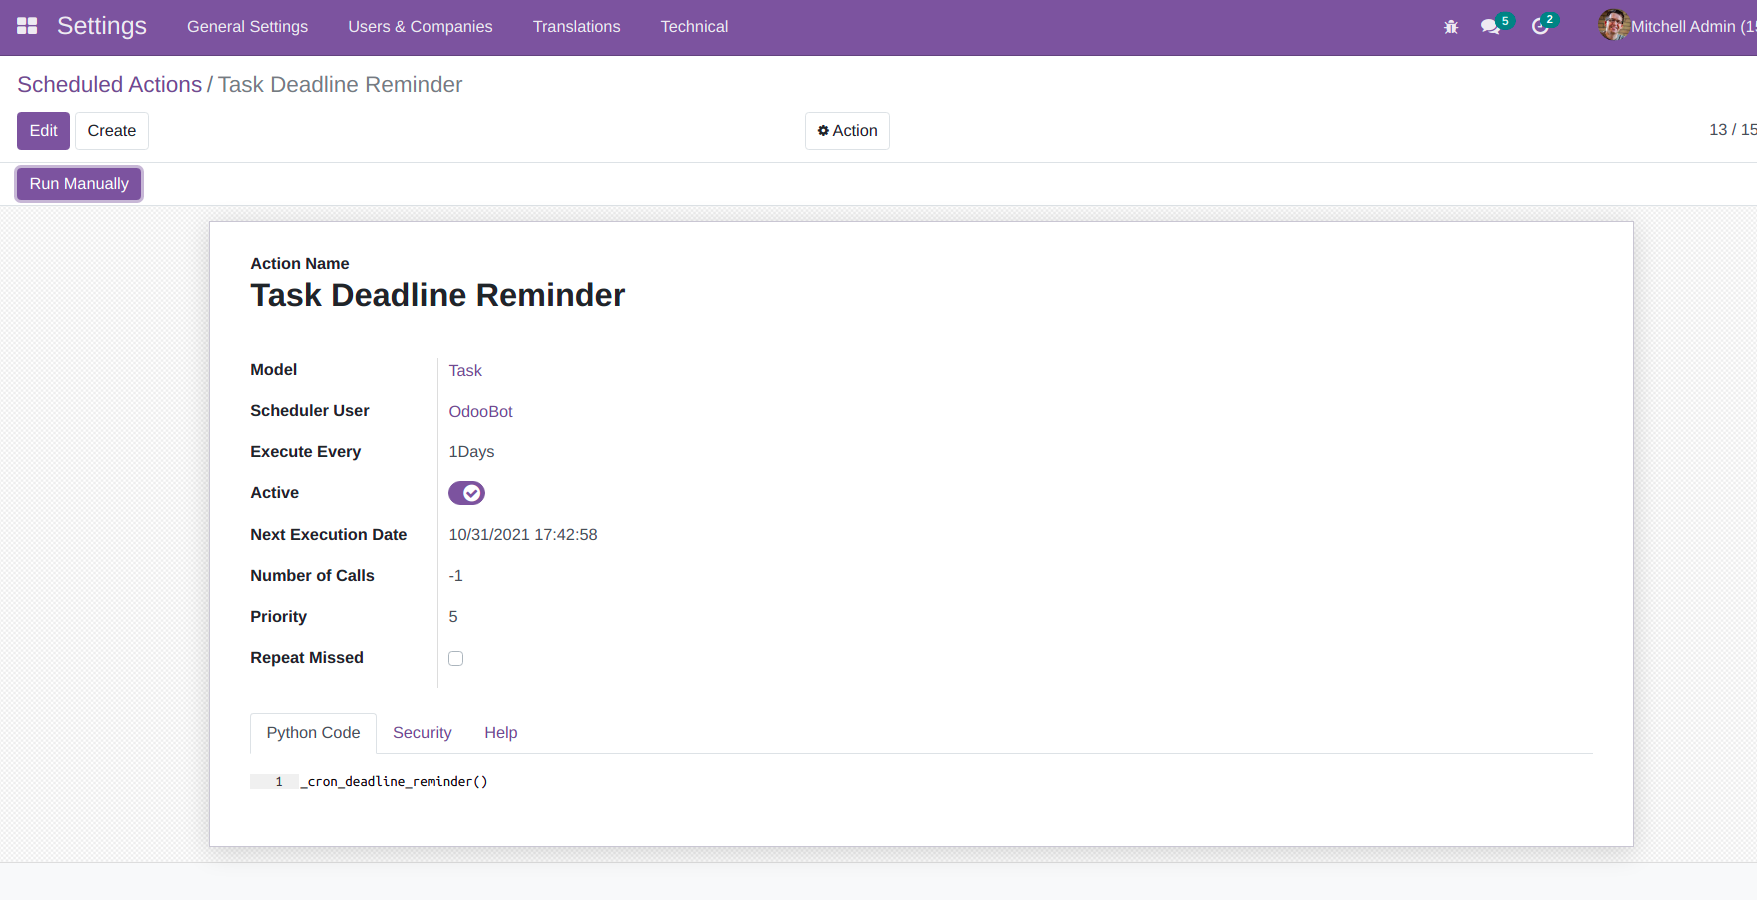 Settings General Settings Users & Companies Translations Technical 5 2 Mitchell Admin (15
Scheduled Actions / Task Deadline Reminder
Edit Create Action 13 / 15
Run Manually
Action Name
Task Deadline Reminder
Model Task
Scheduler User OdooBot
Execute Every 1Days
Active
Next Execution Date 10/31/2021 17:42:58
Number of Calls -1
Priority 5
Repeat Missed
Python Code Security Help
1 _cron_deadline_reminder()